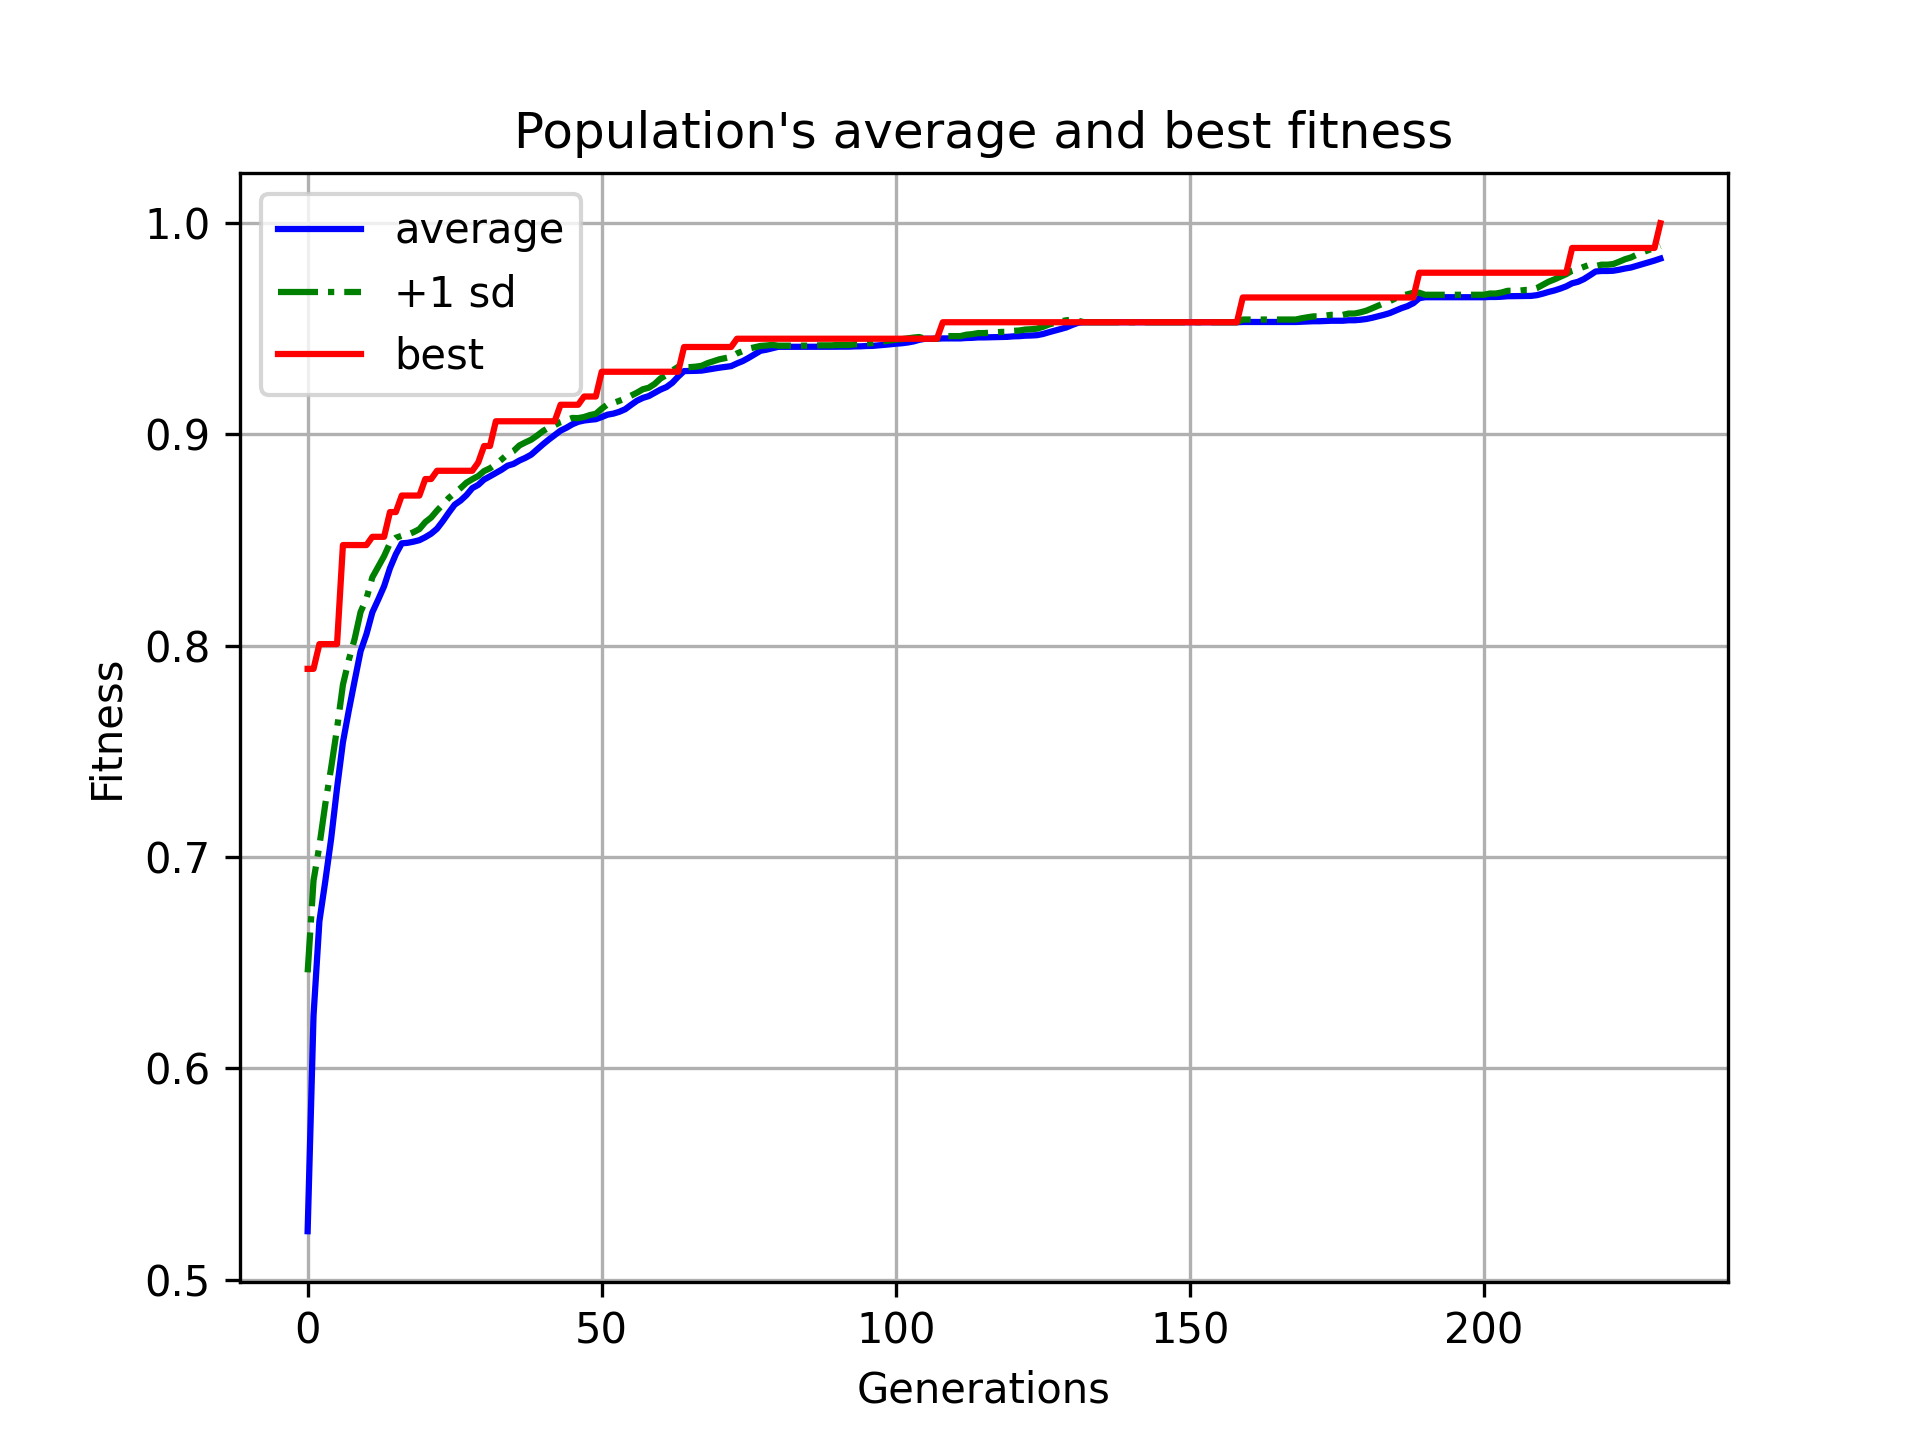 Population's average and best fitness
average
+1 sd
best
1.0
0.9
0.8
0.7
0.6
0.5
Fitness
0 50 100 150 200
Generations